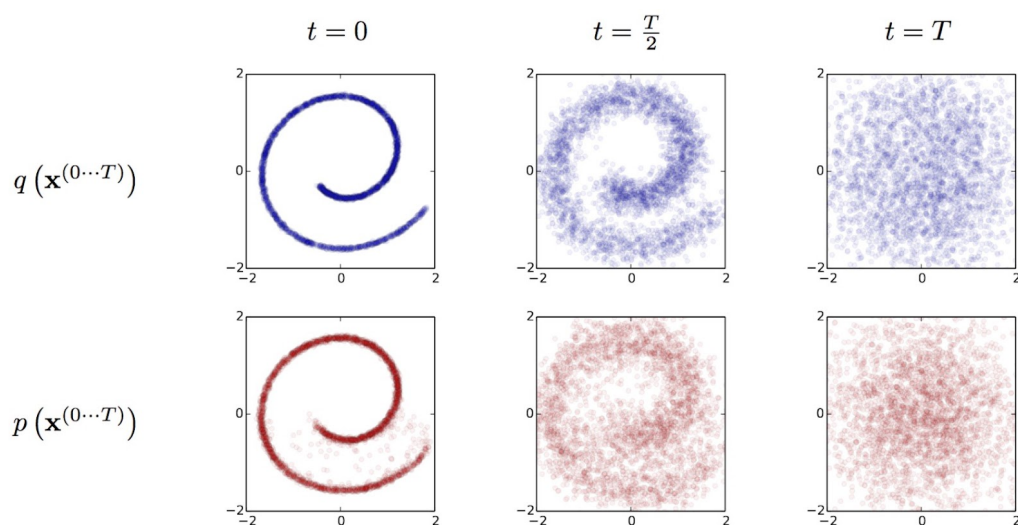 t = 0 t = T/2 t = T
2 2 2
q (x^(0···T)) 0 0 0
−2 −2 −2
−2 0 2 −2 0 2 −2 0 2
2 2 2
p (x^(0···T)) 0 0 0
−2 −2 −2
−2 0 2 −2 0 2 −2 0 2